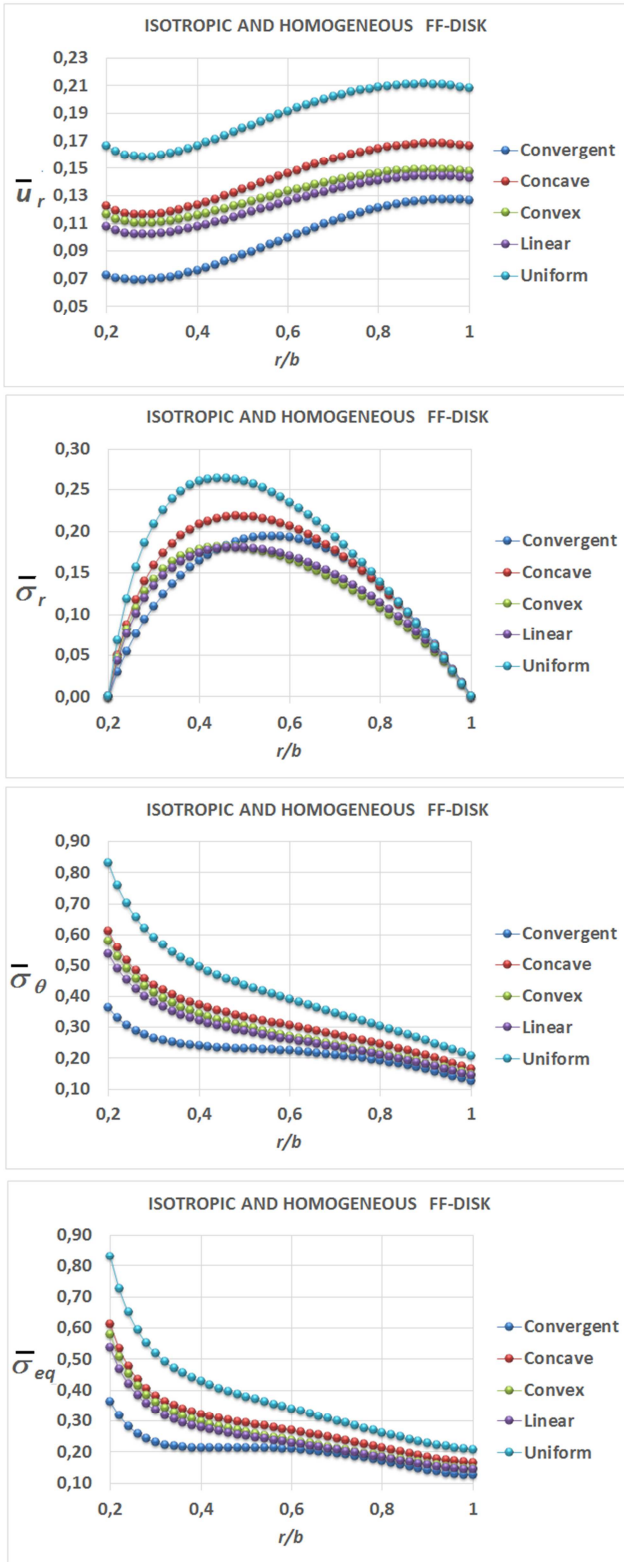 ISOTROPIC AND HOMOGENEOUS FF-DISK
0,23
0,21
0,19
0,17
0,15
0,13
0,11
0,09
0,07
0,05
u̅r
0,2 0,4 0,6 0,8 1
r/b
Convergent
Concave
Convex
Linear
Uniform
ISOTROPIC AND HOMOGENEOUS FF-DISK
0,30
0,25
0,20
0,15
0,10
0,05
0,00
σ̅r
0,2 0,4 0,6 0,8 1
r/b
Convergent
Concave
Convex
Linear
Uniform
ISOTROPIC AND HOMOGENEOUS FF-DISK
0,90
0,80
0,70
0,60
0,50
0,40
0,30
0,20
0,10
σ̅θ
0,2 0,4 0,6 0,8 1
r/b
Convergent
Concave
Convex
Linear
Uniform
ISOTROPIC AND HOMOGENEOUS FF-DISK
0,90
0,80
0,70
0,60
0,50
0,40
0,30
0,20
0,10
σ̅eq
0,2 0,4 0,6 0,8 1
r/b
Convergent
Concave
Convex
Linear
Uniform